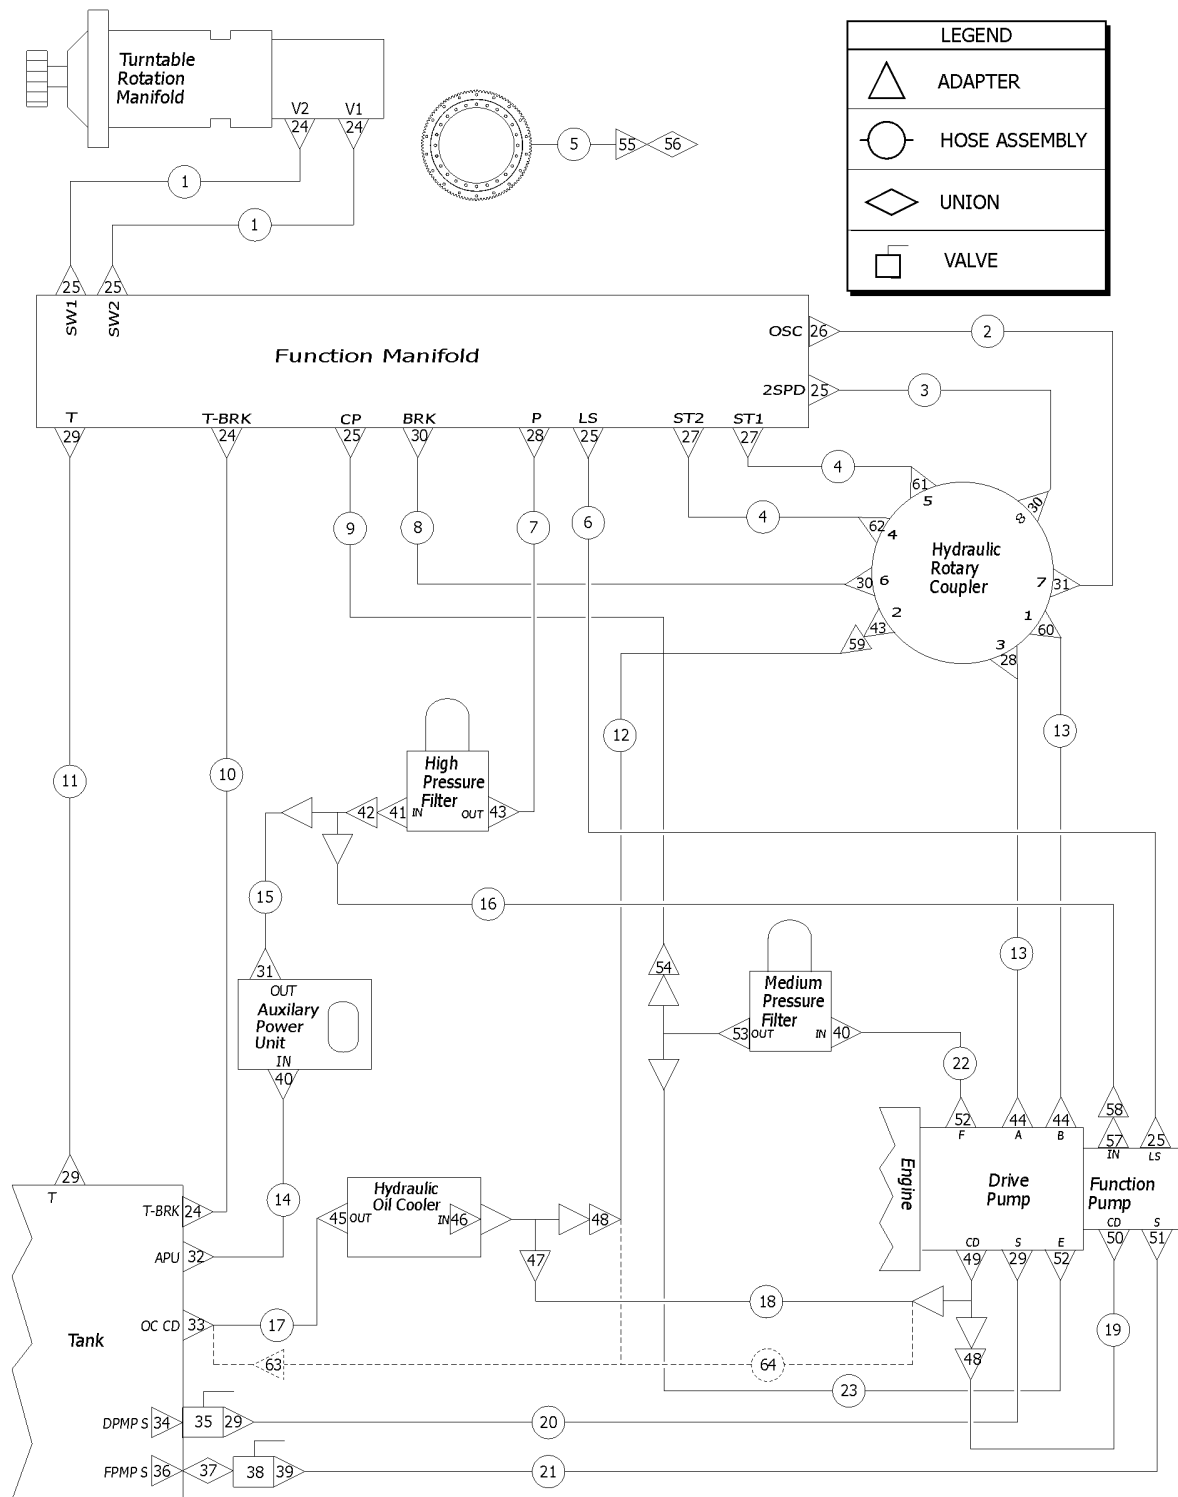 LEGEND
ADAPTER
HOSE ASSEMBLY
UNION
VALVE
Turntable
Rotation
Manifold
V2
V1
24
24
5
55
56
1
1
25
25
SW1
SW2
Function Manifold
OSC
26
2
2SPD
25
3
T
T-BRK
CP
BRK
P
LS
ST2
ST1
29
24
25
30
28
25
27
27
4
4
61
5
30
8
62
4
9
8
7
6
Hydraulic
Rotary
Coupler
30
6
7
31
2
43
59
1
60
3
28
12
13
11
10
High
Pressure
Filter
IN
OUT
42
41
43
15
16
31
OUT
Auxilary
Power
Unit
IN
40
54
Medium
Pressure
Filter
53
OUT
IN
40
13
22
58
52
44
44
57
25
F
A
B
IN
LS
Engine
Drive
Pump
Function
Pump
CD
S
E
CD
S
49
29
52
50
51
29
T
T-BRK
24
14
APU
32
Hydraulic
Oil Cooler
45
OUT
IN
46
48
47
OC CD
33
17
18
19
48
Tank
63
64
23
DPMP S
34
35
29
20
FPMP S
36
37
38
39
21